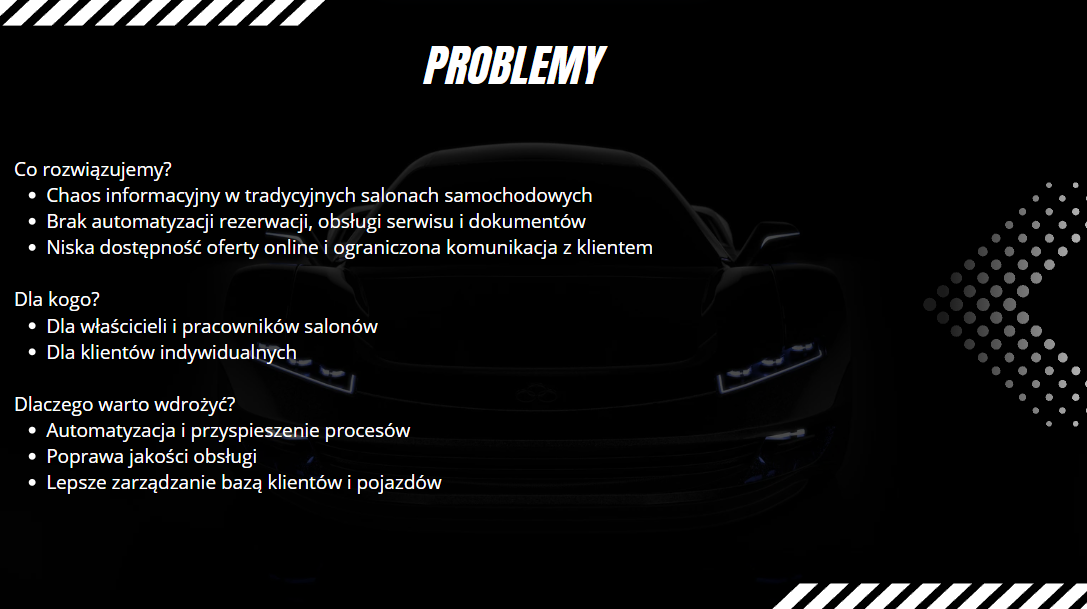 PROBLEMY
Co rozwiązujemy?
• Chaos informacyjny w tradycyjnych salonach samochodowych
• Brak automatyzacji rezerwacji, obsługi serwisu i dokumentów
• Niska dostępność oferty online i ograniczona komunikacja z klientem
Dla kogo?
• Dla właścicieli i pracowników salonów
• Dla klientów indywidualnych
Dlaczego warto wdrożyć?
• Automatyzacja i przyspieszenie procesów
• Poprawa jakości obsługi
• Lepsze zarządzanie bazą klientów i pojazdów